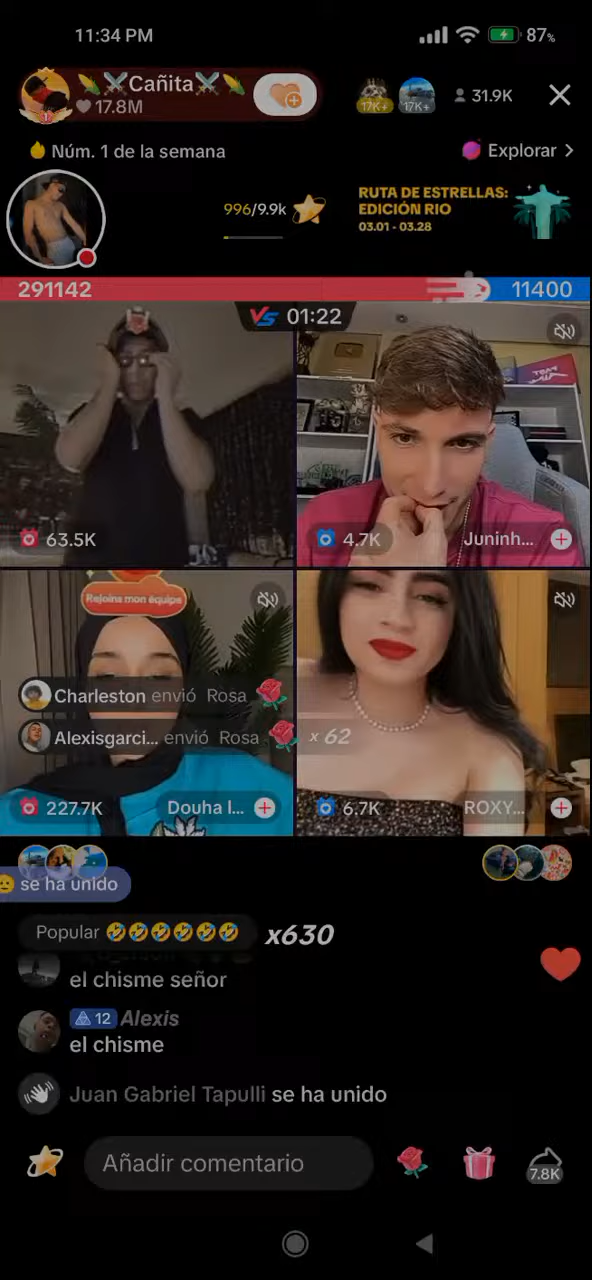 11:34 PM
87%
Cañita
17.8M
17K+
17K+
31.9K
Núm. 1 de la semana
Explorar
996/9.9k
RUTA DE ESTRELLAS:
EDICIÓN RIO
03.01 - 03.28
291142
11400
VS 01:22
63.5K
4.7K
Juninh...
Rejoins mon équipe
Charleston envió Rosa
Alexisgarci... envió Rosa
x 62
227.7K
Douha I...
6.7K
ROXY...
se ha unido
Popular
x630
el chisme señor
12 Alexis
el chisme
Juan Gabriel Tapulli se ha unido
Añadir comentario
7.8K